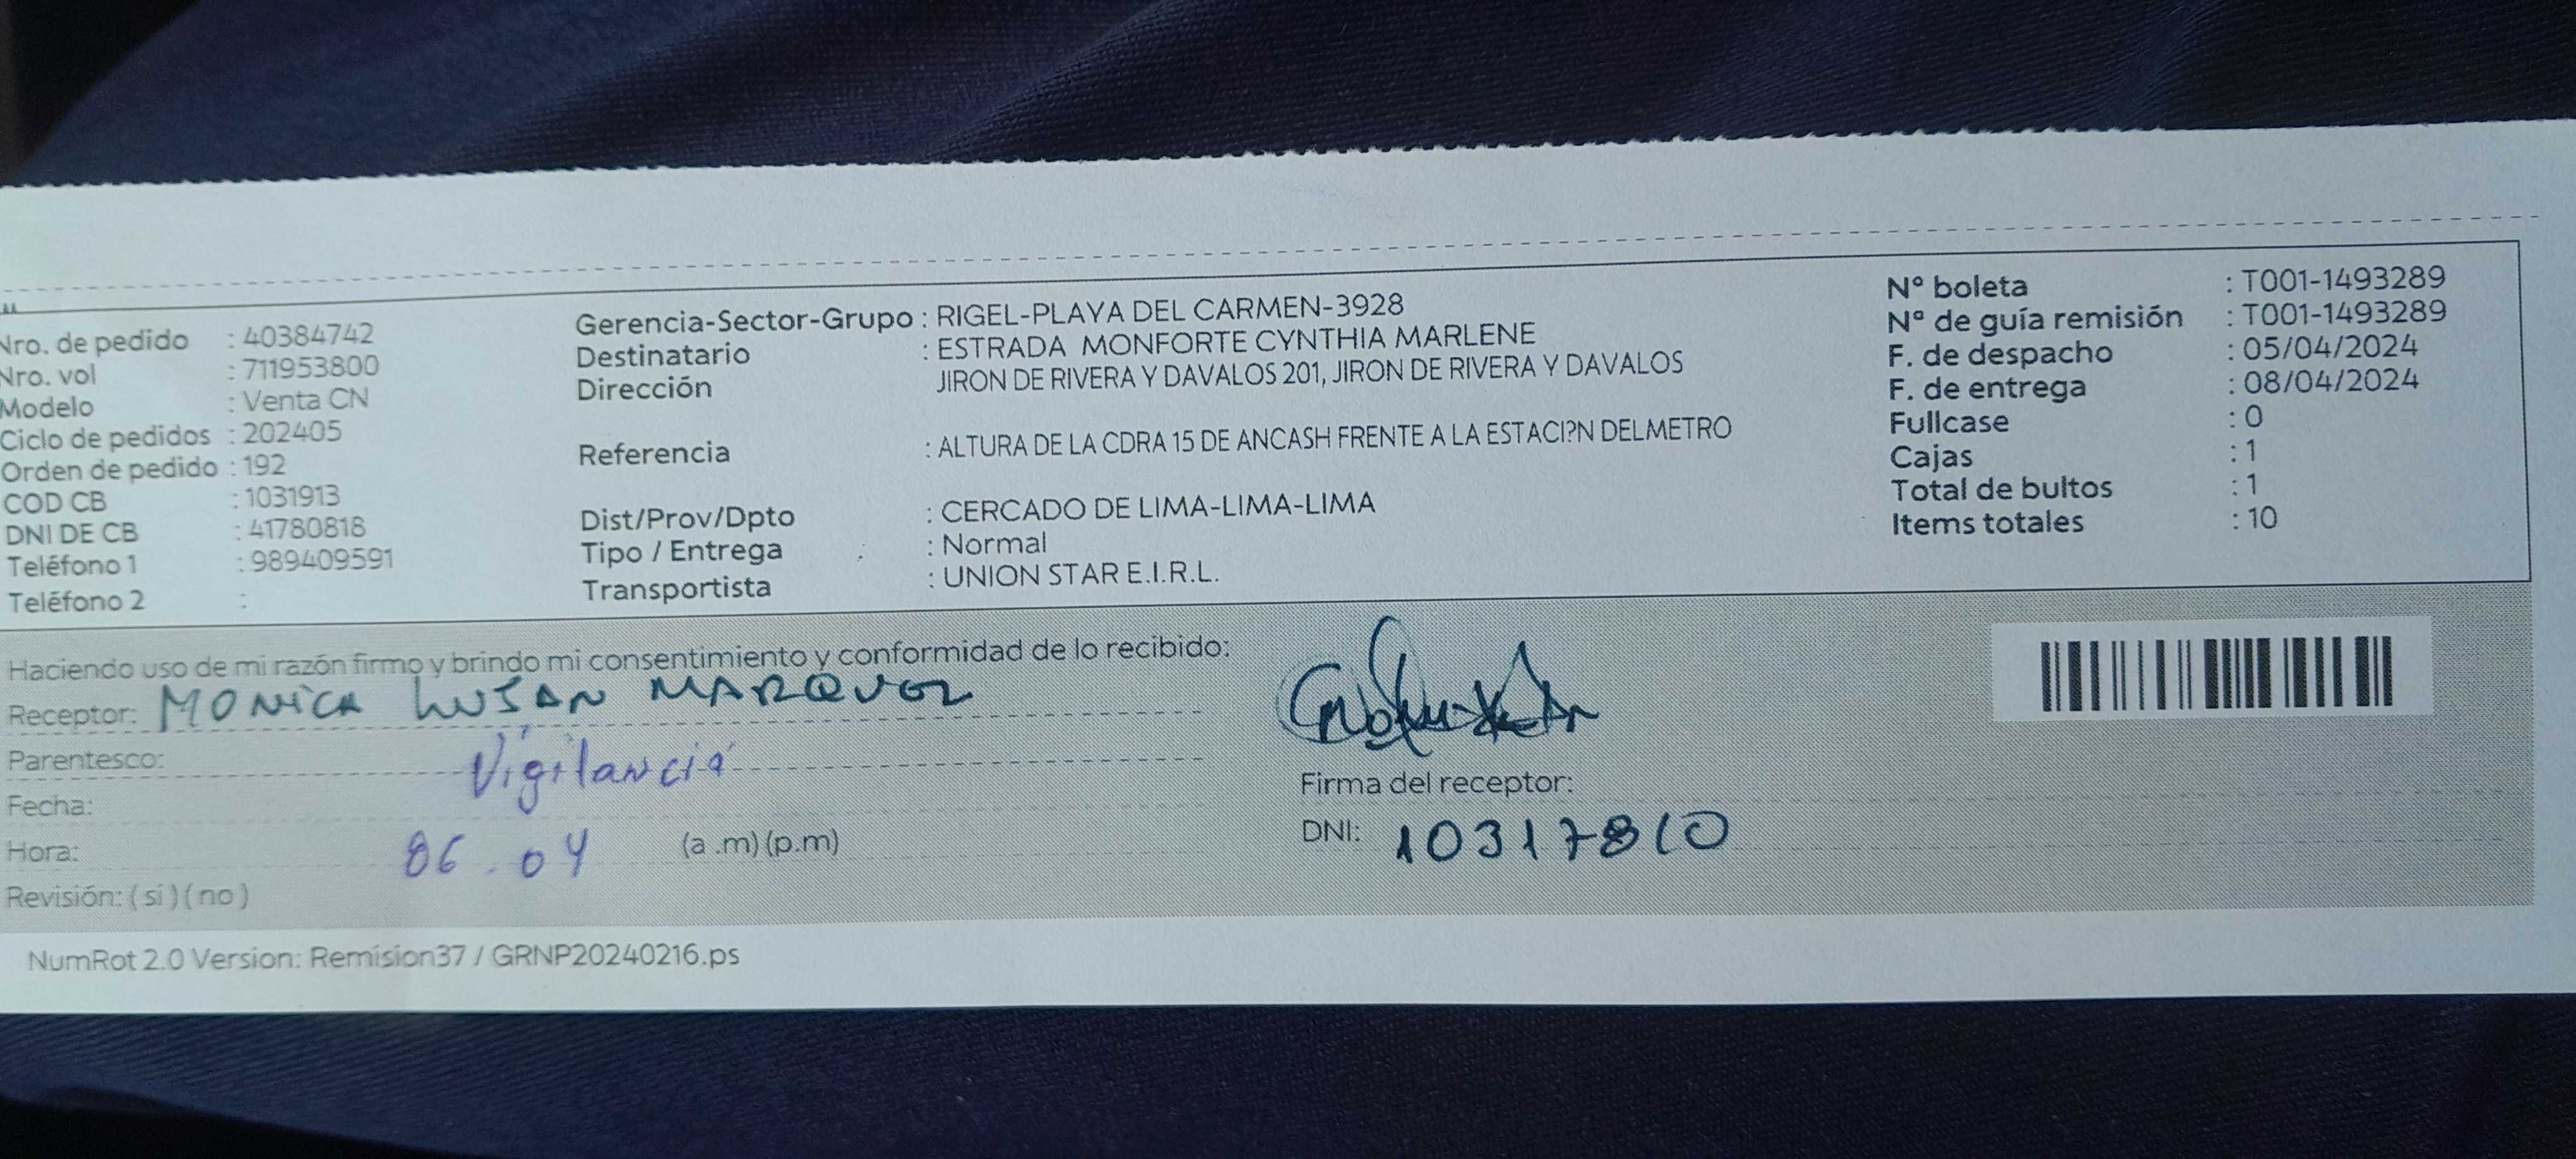 Nro. de pedido : 40384742
Nro. vol : 711953800
Modelo : Venta CN
Ciclo de pedidos : 202405
Orden de pedido : 192
COD CB : 1031913
DNI DE CB : 41780818
Teléfono 1 : 989409591
Teléfono 2 :
Gerencia-Sector-Grupo : RIGEL-PLAYA DEL CARMEN-3928
Destinatario : ESTRADA MONFORTE CYNTHIA MARLENE
Dirección JIRON DE RIVERA Y DAVALOS 201, JIRON DE RIVERA Y DAVALOS
Referencia : ALTURA DE LA CDRA 15 DE ANCASH FRENTE A LA ESTACI?N DELMETRO
Dist/Prov/Dpto : CERCADO DE LIMA-LIMA-LIMA
Tipo / Entrega : Normal
Transportista : UNION STAR E.I.R.L.
Nº boleta : T001-1493289
Nº de guía remisión : T001-1493289
F. de despacho : 05/04/2024
F. de entrega : 08/04/2024
Fullcase : 0
Cajas : 1
Total de bultos : 1
Items totales : 10
Haciendo uso de mi razón firmo y brindo mi consentimiento y conformidad de lo recibido:
Receptor: MONICA LUJAN
Parentesco: Vigilancia
Fecha:
Hora: 06.04 (a .m) (p.m)
Revisión: ( sí ) ( no )
Firma del receptor:
DNI: 10317810
NumRot 2.0 Version: Remision37 / GRNP20240216.ps